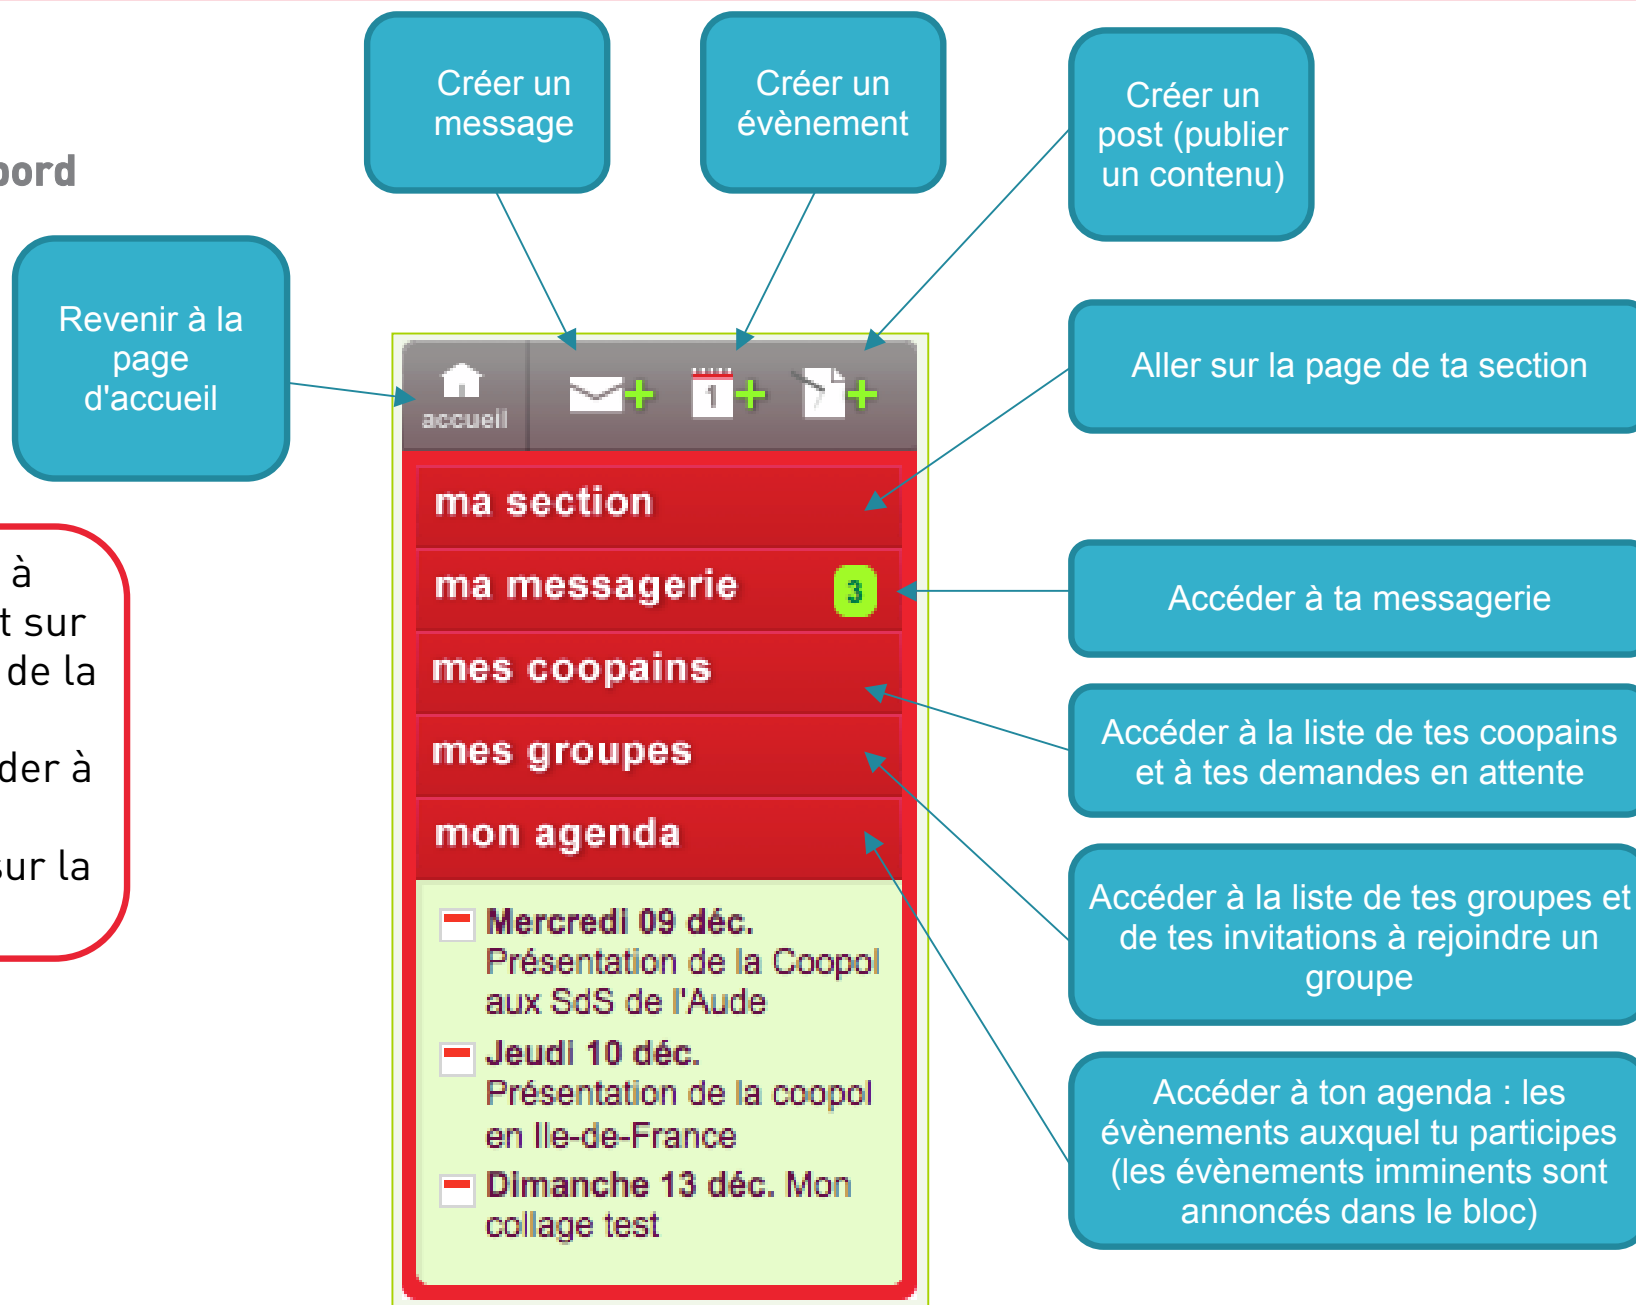 Créer un
message
Créer un
évènement
Créer un
post (publier
un contenu)
Revenir à la
page
d'accueil
Aller sur la page de ta section
accueil
1
ma section
ma messagerie
3
mes coopains
mes groupes
mon agenda
Mercredi 09 déc.
Présentation de la Coopol
aux SdS de l'Aude
Jeudi 10 déc.
Présentation de la coopol
en Ile-de-France
Dimanche 13 déc. Mon
collage test
à
sur
de la
à
sur la
Accéder à ta messagerie
Accéder à la liste de tes coopains
et à tes demandes en attente
Accéder à la liste de tes groupes et
de tes invitations à rejoindre un
groupe
Accéder à ton agenda : les
évènements auxquel tu participes
(les évènements imminents sont
annoncés dans le bloc)